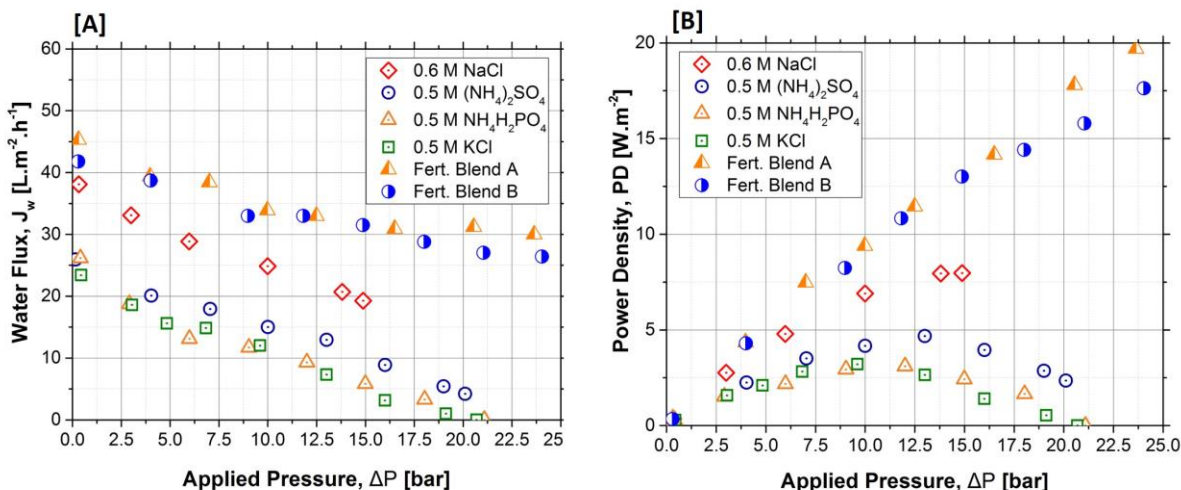 [A]
Water Flux, J_w [L.m⁻².h⁻¹]
60
50
40
30
20
10
0
0.6 M NaCl
0.5 M (NH₄)₂SO₄
0.5 M NH₄H₂PO₄
0.5 M KCl
Fert. Blend A
Fert. Blend B
0.0 2.5 5.0 7.5 10.0 12.5 15.0 17.5 20.0 22.5 25
Applied Pressure, ΔP [bar]
[B]
Power Density, PD [W.m⁻²]
20
15
10
5
0
0.6 M NaCl
0.5 M (NH₄)₂SO₄
0.5 M NH₄H₂PO₄
0.5 M KCl
Fert. Blend A
Fert. Blend B
0.0 2.5 5.0 7.5 10.0 12.5 15.0 17.5 20.0 22.5 25.0
Applied Pressure, ΔP [bar]